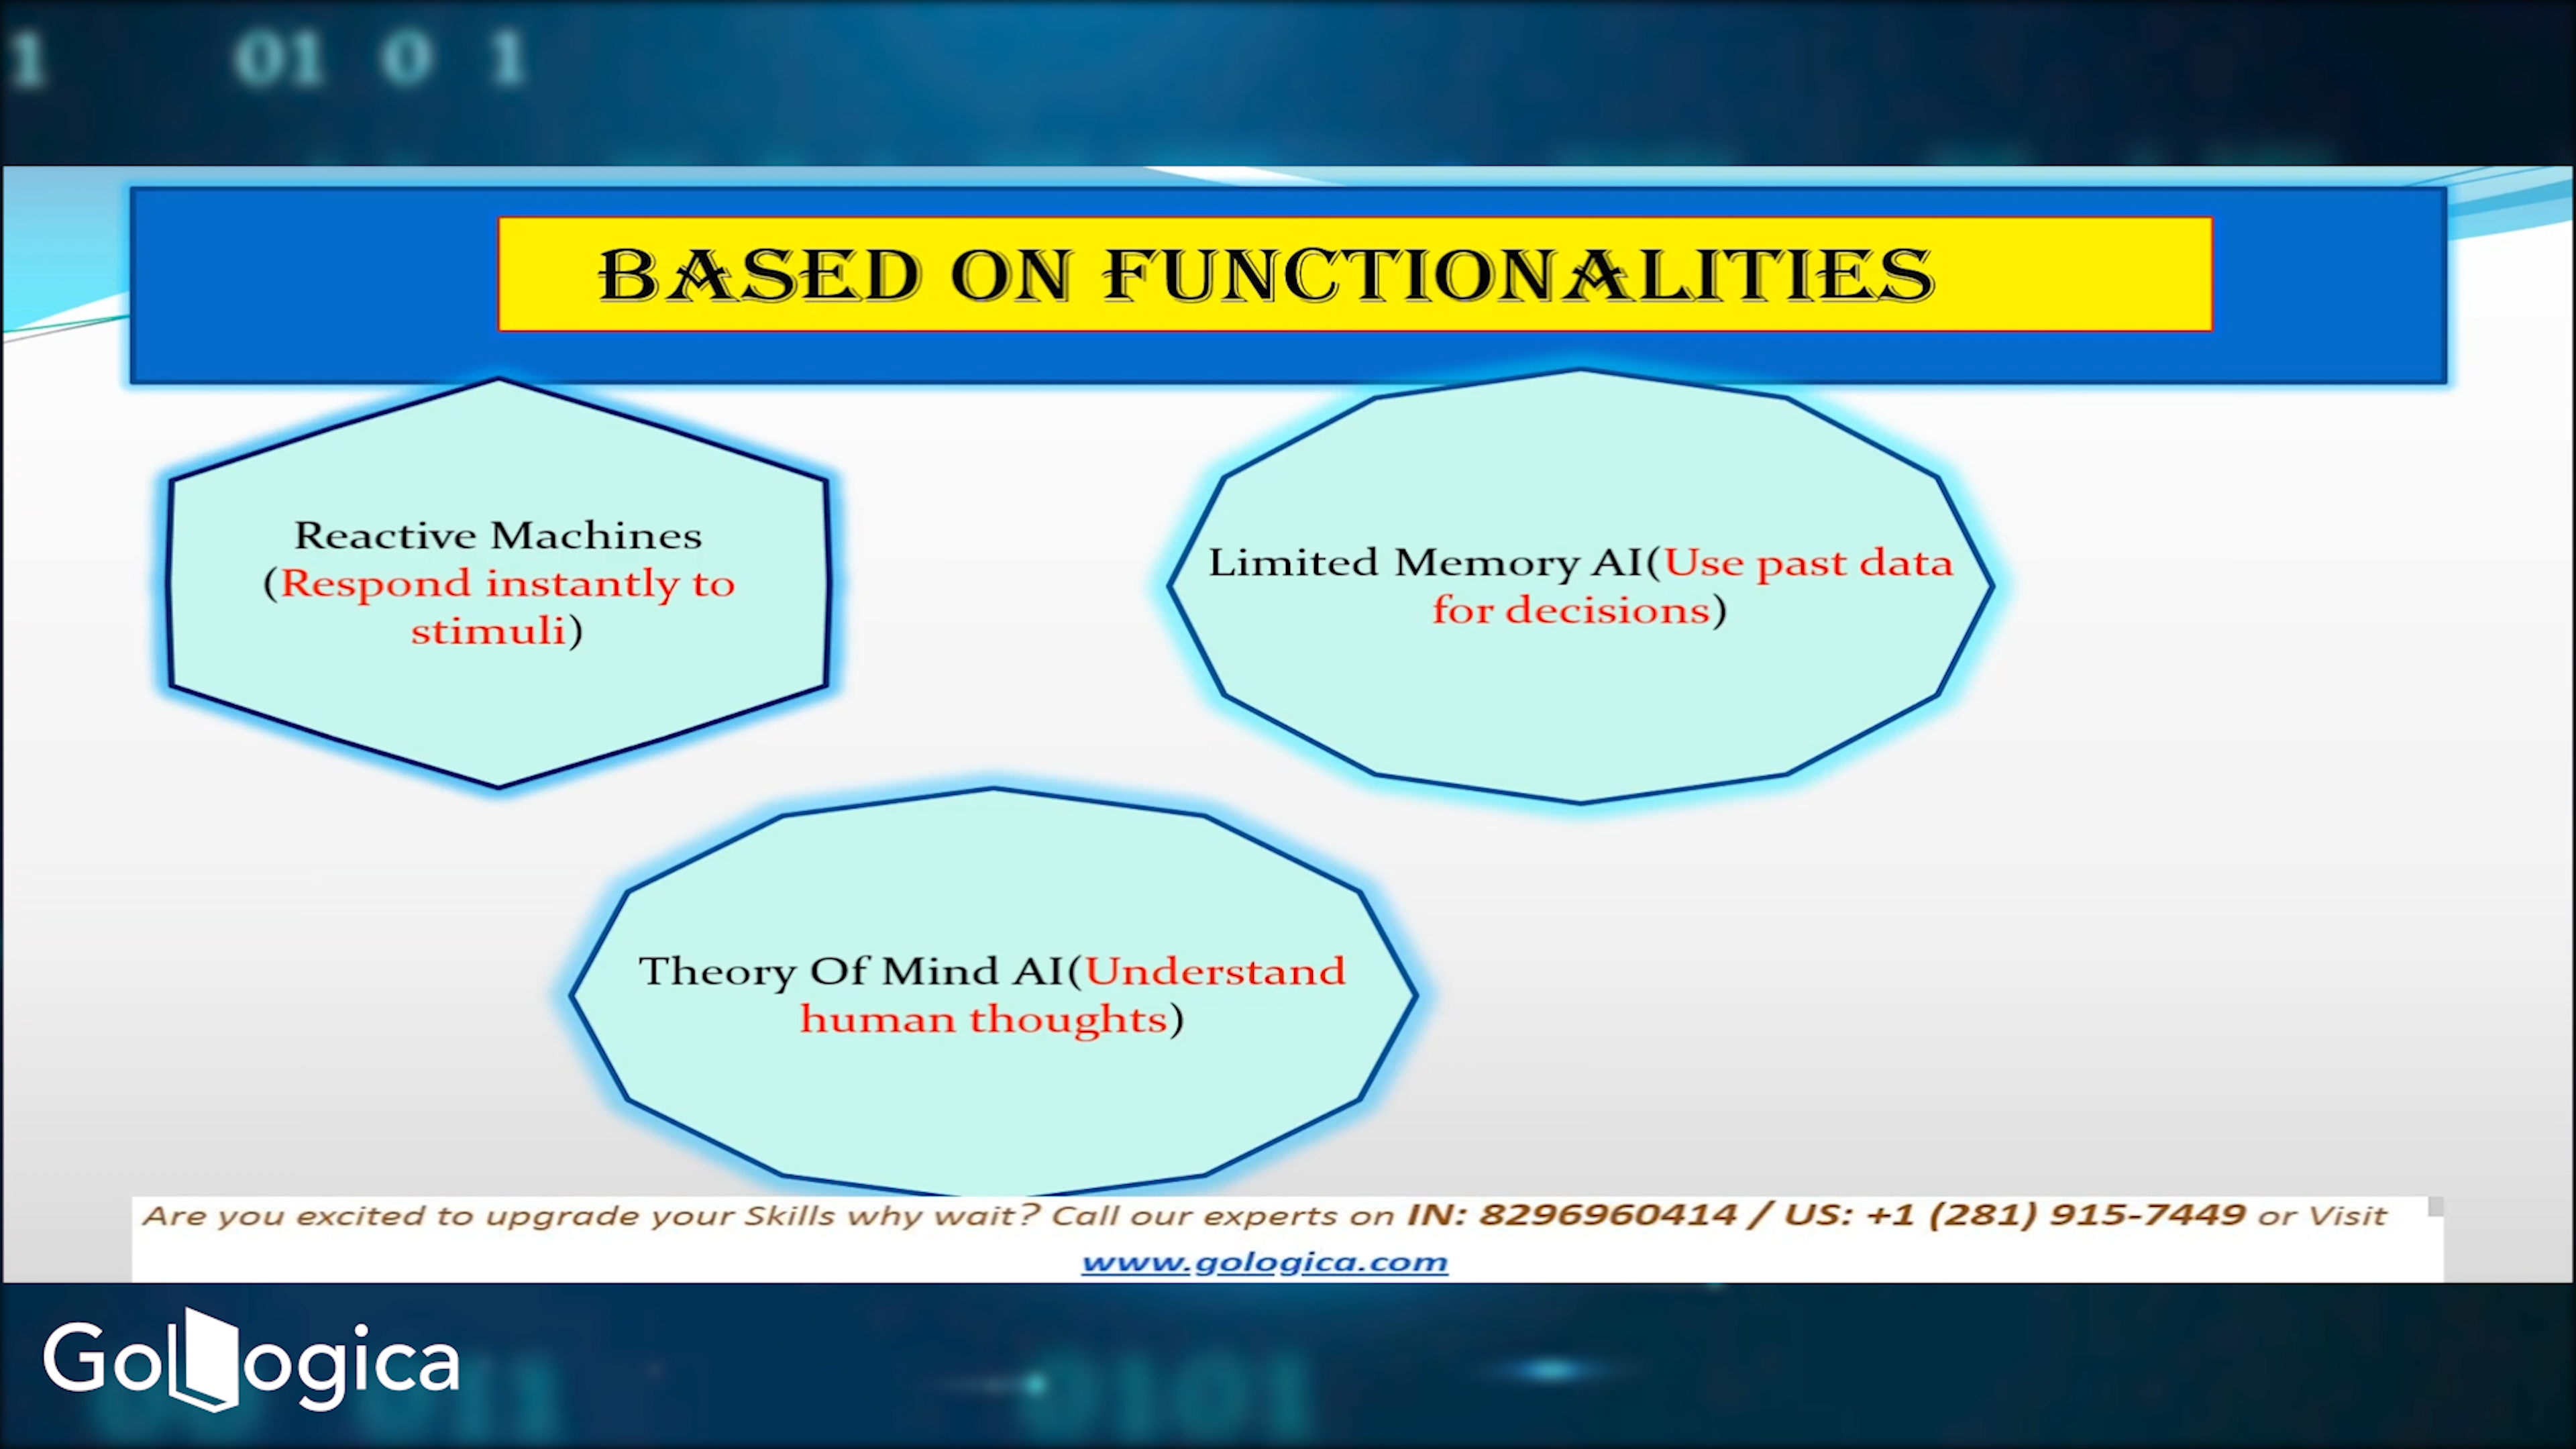 1 01 0 1
BASED ON FUNCTIONALITIES
Reactive Machines
(Respond instantly to
stimuli)
Limited Memory AI(Use past data
for decisions)
Theory Of Mind AI(Understand
human thoughts)
Are you excited to upgrade your Skills why wait? Call our experts on IN: 8296960414 / US: +1 (281) 915-7449 or Visit
www.gologica.com
GoLogica
0101